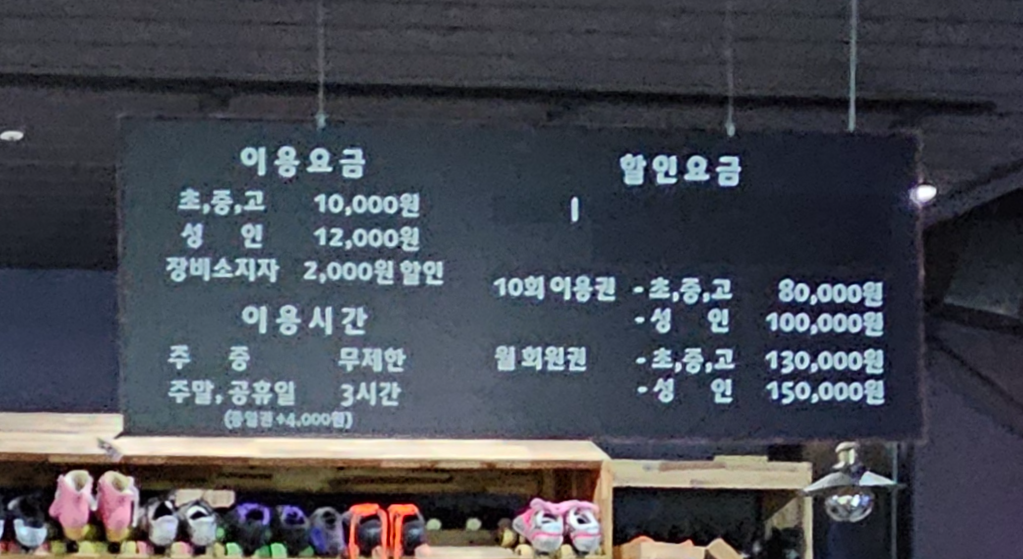 이용요금
초,중,고 10,000원
성 인 12,000원
장비소지자 2,000원 할인
이용시간
주 중 무제한
주말, 공휴일 3시간
(종일권 +4,000원)
할인요금
10회 이용권 - 초,중,고 80,000원
- 성 인 100,000원
월 회원권 - 초,중,고 130,000원
- 성 인 150,000원